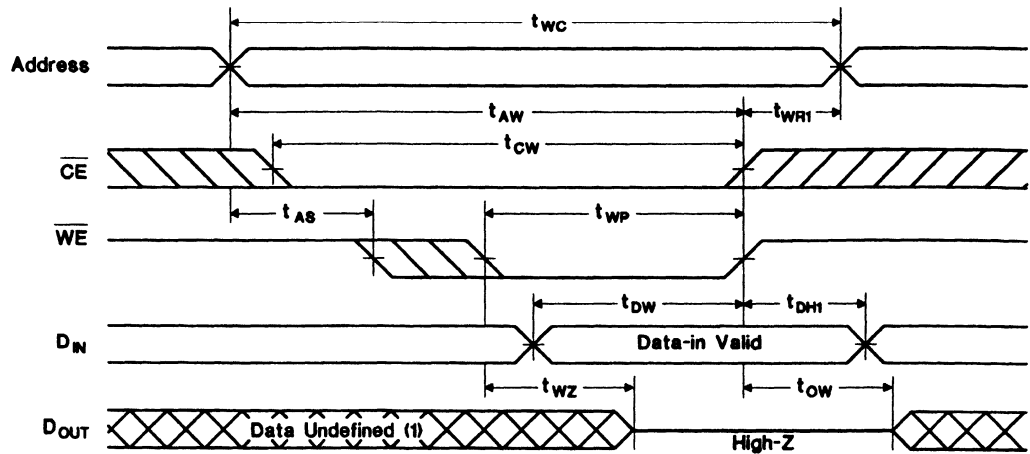 tWC
Address
tAW
tWR1
tCW
CE
tAS
tWP
WE
tDW
tDH1
DIN
Data-in Valid
tWZ
tOW
DOUT
Data Undefined (1)
High-Z